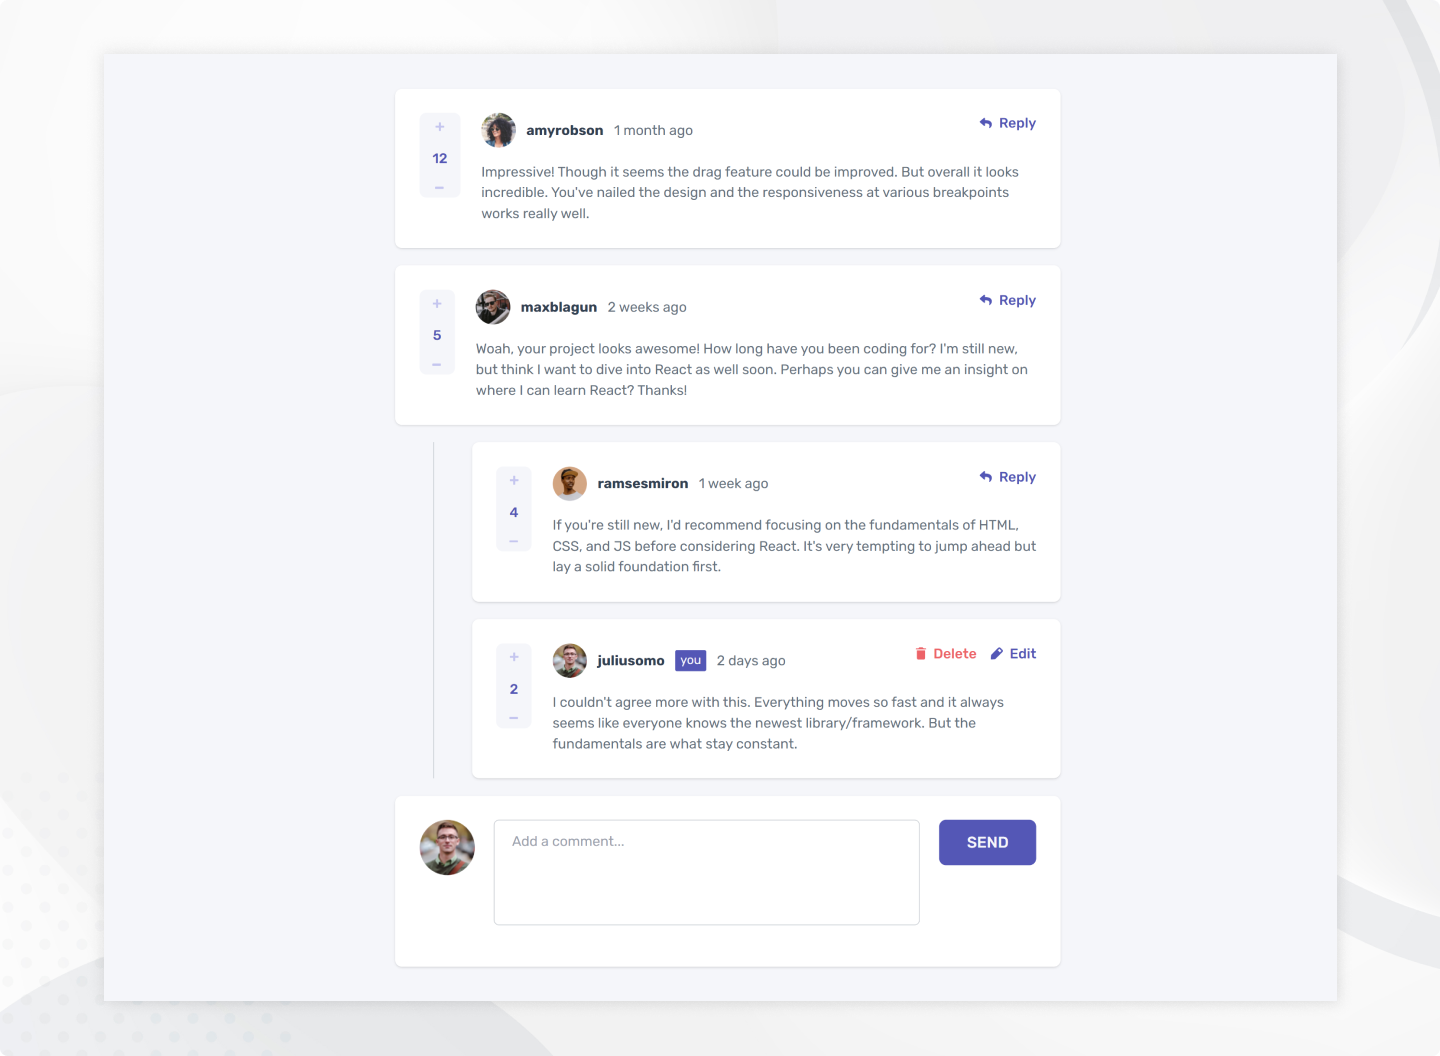 +
12
–
amyrobson 1 month ago
Reply
Impressive! Though it seems the drag feature could be improved. But overall it looks
incredible. You've nailed the design and the responsiveness at various breakpoints
works really well.
+
5
–
maxblagun 2 weeks ago
Reply
Woah, your project looks awesome! How long have you been coding for? I'm still new,
but think I want to dive into React as well soon. Perhaps you can give me an insight on
where I can learn React? Thanks!
+
4
–
ramsesmiron 1 week ago
Reply
If you're still new, I'd recommend focusing on the fundamentals of HTML,
CSS, and JS before considering React. It's very tempting to jump ahead but
lay a solid foundation first.
+
2
–
juliusomo you 2 days ago
Delete Edit
I couldn't agree more with this. Everything moves so fast and it always
seems like everyone knows the newest library/framework. But the
fundamentals are what stay constant.
Add a comment...
SEND